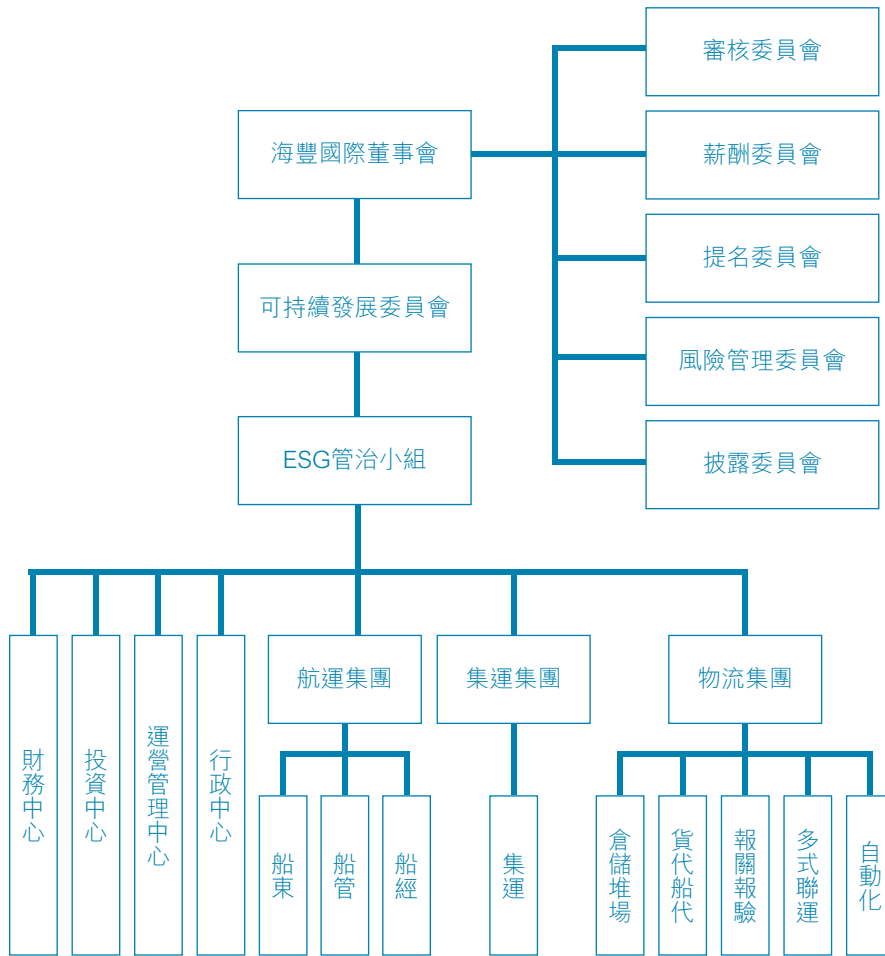 審核委員會
海豐國際董事會
薪酬委員會
提名委員會
可持續發展委員會
風險管理委員會
ESG管治小組
披露委員會
航運集團
集運集團
物流集團
財務中心
投資中心
運營管理中心
行政中心
船東
船管
船經
集運
倉儲堆場
貨代船代
報關報驗
多式聯運
自動化